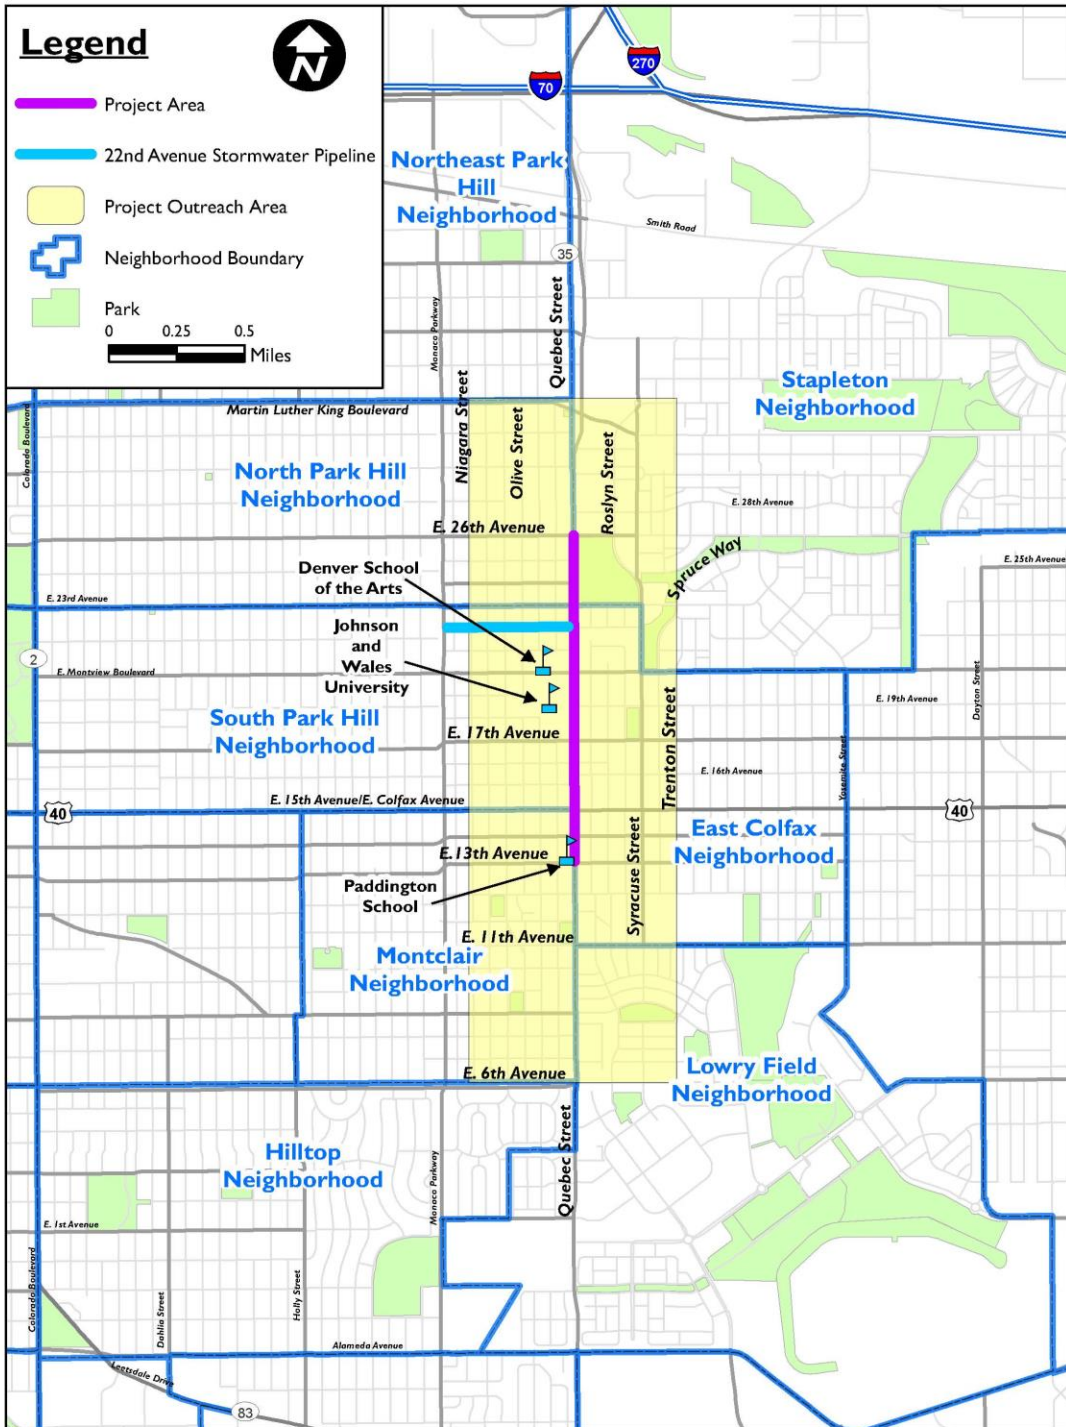 Legend
N
Project Area
22nd Avenue Stormwater Pipeline
Project Outreach Area
Neighborhood Boundary
Park
0 0.25 0.5
Miles
270
70
Northeast Park
Hill
Neighborhood
Smith Road
35
Monaco Parkway
Quebec Street
Stapleton
Neighborhood
Martin Luther King Boulevard
Niagara Street
Olive Street
Roslyn Street
Colorado Boulevard
North Park Hill
Neighborhood
E. 28th Avenue
E. 26th Avenue
Spruce Way
E. 25th Avenue
Denver School
of the Arts
E. 23rd Avenue
Johnson
and
Wales
University
2
E. Montview Boulevard
South Park Hill
Neighborhood
E. 17th Avenue
Trenton Street
E. 19th Avenue
Dayton Street
Yosemite Street
E. 16th Avenue
E. 15th Avenue/E. Colfax Avenue
40
40
East Colfax
Neighborhood
E. 13th Avenue
Syracuse Street
Paddington
School
E. 11th Avenue
Montclair
Neighborhood
E. 6th Avenue
Lowry Field
Neighborhood
Quebec Street
Hilltop
Neighborhood
Monaco Parkway
E. 1st Avenue
Colorado Boulevard
Dahlia Street
Holly Street
Alameda Avenue
Leetsdale Drive
83